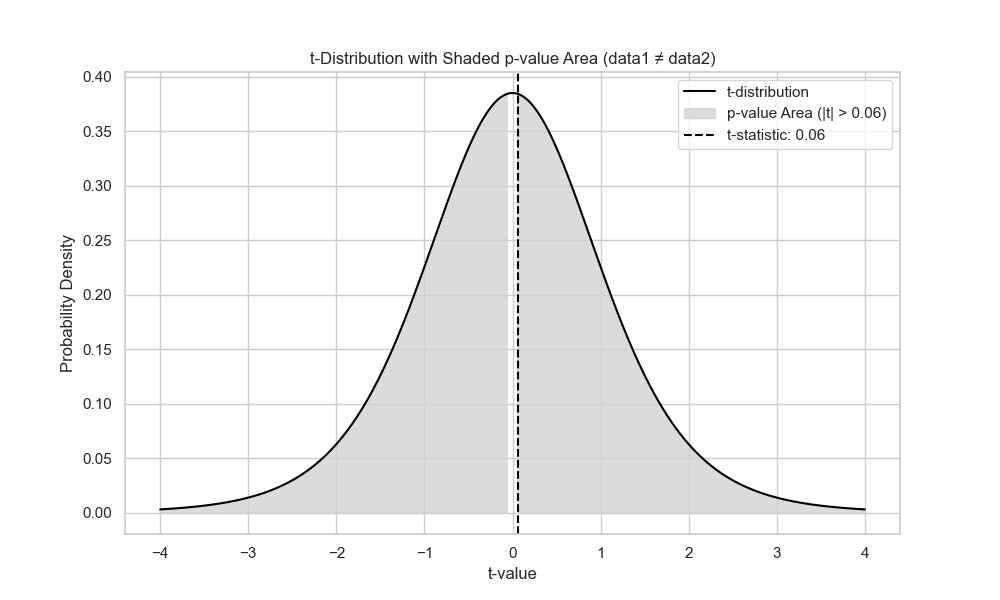 t-Distribution with Shaded p-value Area (data1 ≠ data2)
t-distribution
p-value Area (|t| > 0.06)
t-statistic: 0.06
Probability Density
0.40
0.35
0.30
0.25
0.20
0.15
0.10
0.05
0.00
−4 −3 −2 −1 0 1 2 3 4
t-value